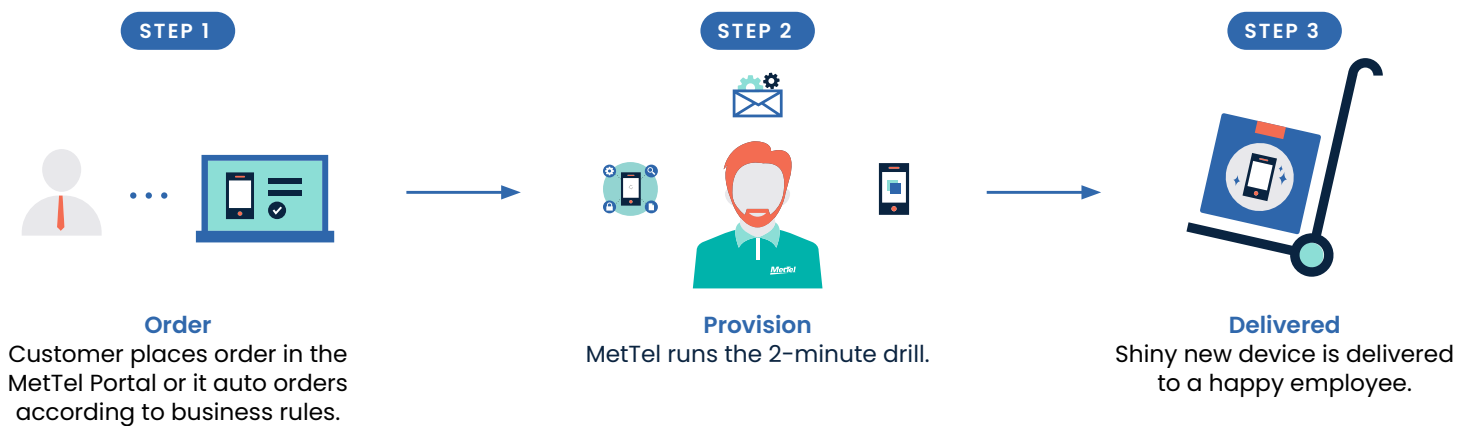 STEP 1
STEP 2
STEP 3
MetTel
Order
Customer places order in the
MetTel Portal or it auto orders
according to business rules.
Provision
MetTel runs the 2-minute drill.
Delivered
Shiny new device is delivered
to a happy employee.